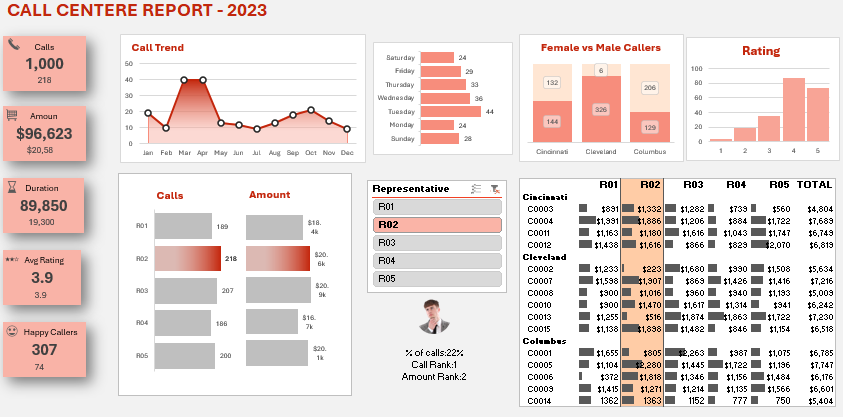 CALL CENTERE REPORT - 2023
Calls
1,000
218
Amoun
$96,623
$20,58
Duration
89,850
19,300
Avg Rating
3.9
3.9
Happy Callers
307
74
Call Trend
50
40
30
20
10
0
Jan Feb Mar Apr May Jun Jul Aug Sep Oct Nov Dec
Saturday 24
Friday 29
Thursday 33
Wednesday 36
Tuesday 44
Monday 24
Sunday 28
Female vs Male Callers
132 6 206
144 326 129
Cincinnati Cleveland Columbus
Rating
100
80
60
40
20
0
1 2 3 4 5
Calls
R01 189
R02 218
R03 207
R04 186
R05 200
Amount
$18.
4k
$20.
6k
$20.
9k
$16.
7k
$20.
1k
Representative
R01
R02
R03
R04
R05
% of calls:22%
Call Rank:1
Amount Rank:2
R01 R02 R03 R04 R05 TOTAL
Cincinnati
C0003 $891 $1,332 $1,282 $739 $560 $4,804
C0004 $1,991 $1,886 $1,206 $884 $1,722 $7,689
C0011 $1,163 $1,180 $1,616 $1,043 $1,747 $6,749
C0012 $1,438 $1,616 $866 $829 $2,070 $6,819
Cleveland
C0002 $1,233 $223 $1,680 $990 $1,508 $5,634
C0007 $1,598 $1,907 $869 $1,426 $1,416 $7,216
C0008 $900 $1,016 $960 $940 $1,193 $5,009
C0010 $900 $1,470 $1,617 $1,314 $941 $6,242
C0013 $1,255 $516 $1,874 $1,863 $1,722 $7,230
C0015 $1,138 $1,898 $1,482 $846 $1,154 $6,518
Columbus
C0001 $1,655 $805 $2,263 $987 $1,075 $6,785
C0005 $1,104 $2,280 $1,445 $1,722 $1,196 $7,747
C0006 $372 $1,818 $1,346 $1,156 $1,484 $6,176
C0009 $1,415 $1,271 $1,214 $1,135 $1,566 $6,601
C0014 1362 1363 1152 777 750 $5,404